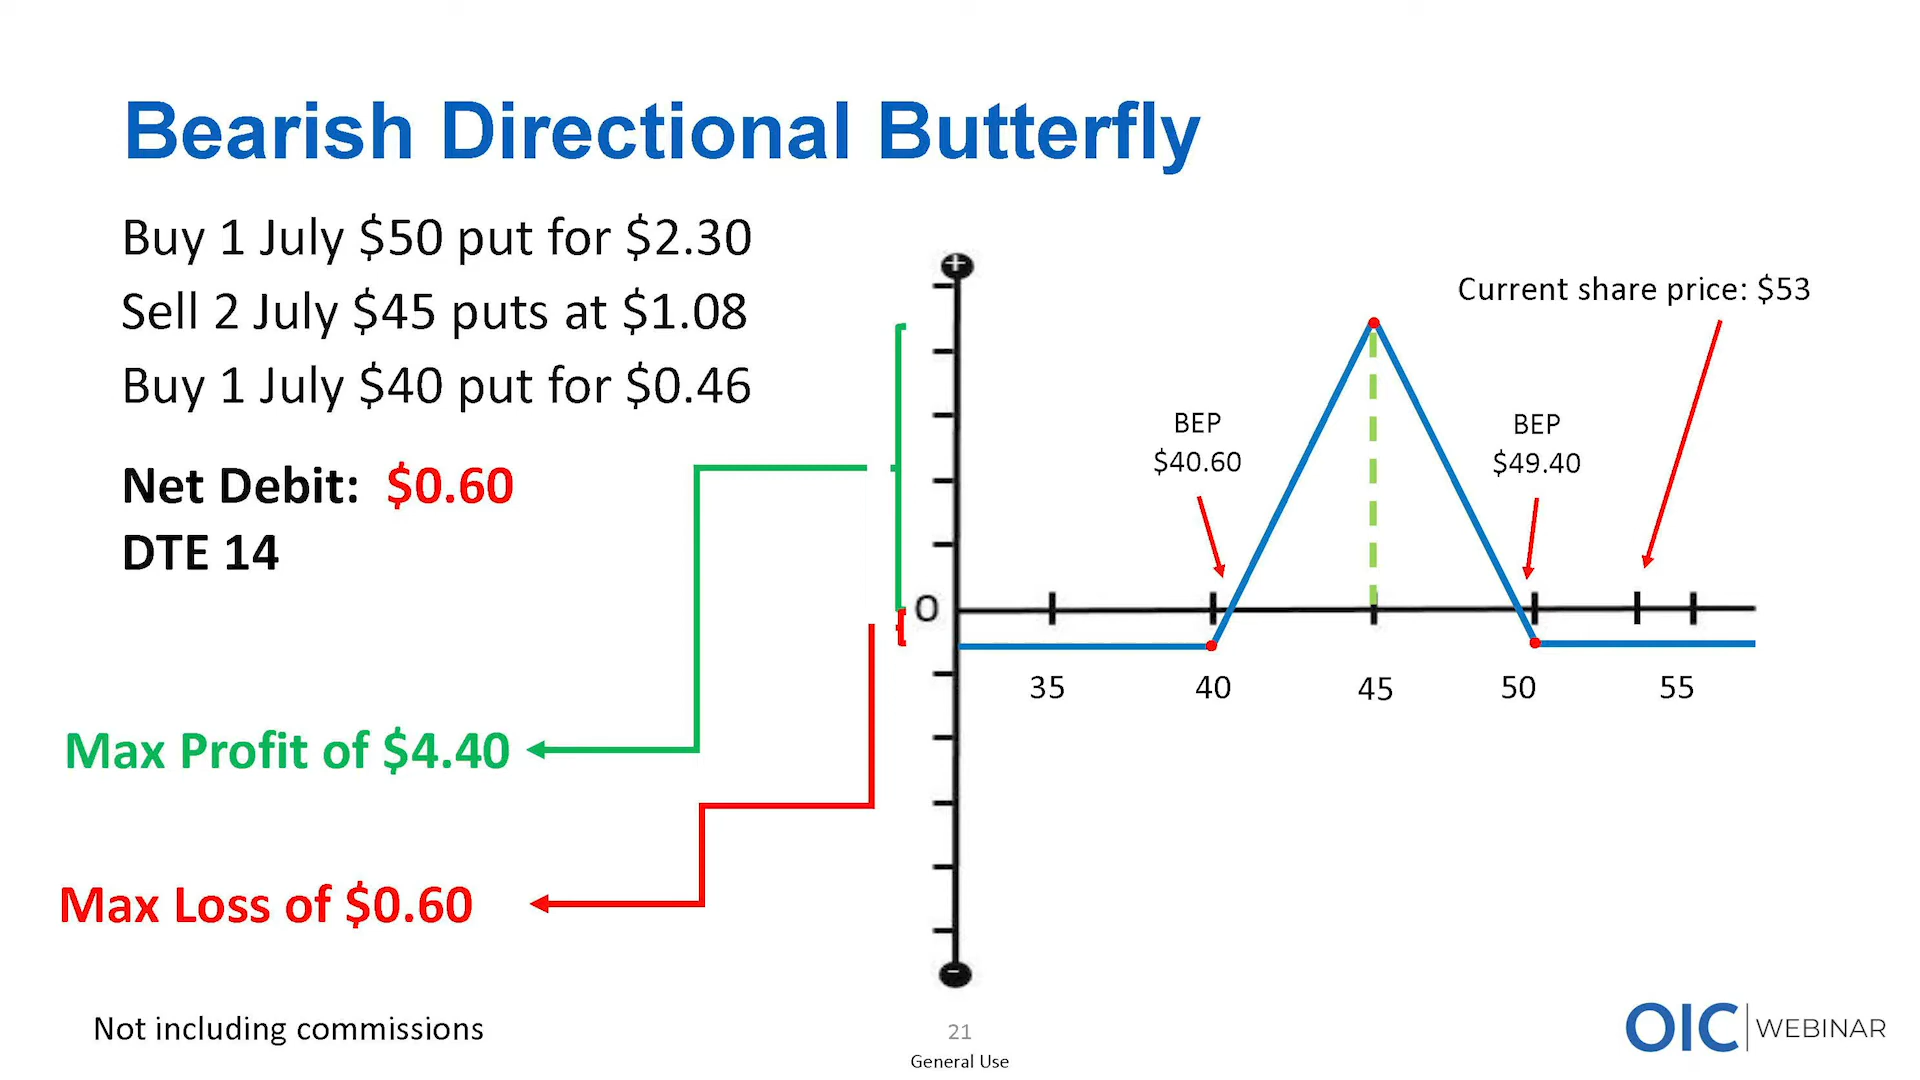 Bearish Directional Butterfly
Buy 1 July $50 put for $2.30
Sell 2 July $45 puts at $1.08
Buy 1 July $40 put for $0.46
Net Debit: $0.60
DTE 14
Max Profit of $4.40
Max Loss of $0.60
Not including commissions
+
Current share price: $53
BEP
$40.60
BEP
$49.40
0
35 40 45 50 55
-
21
General Use
OIC WEBINAR